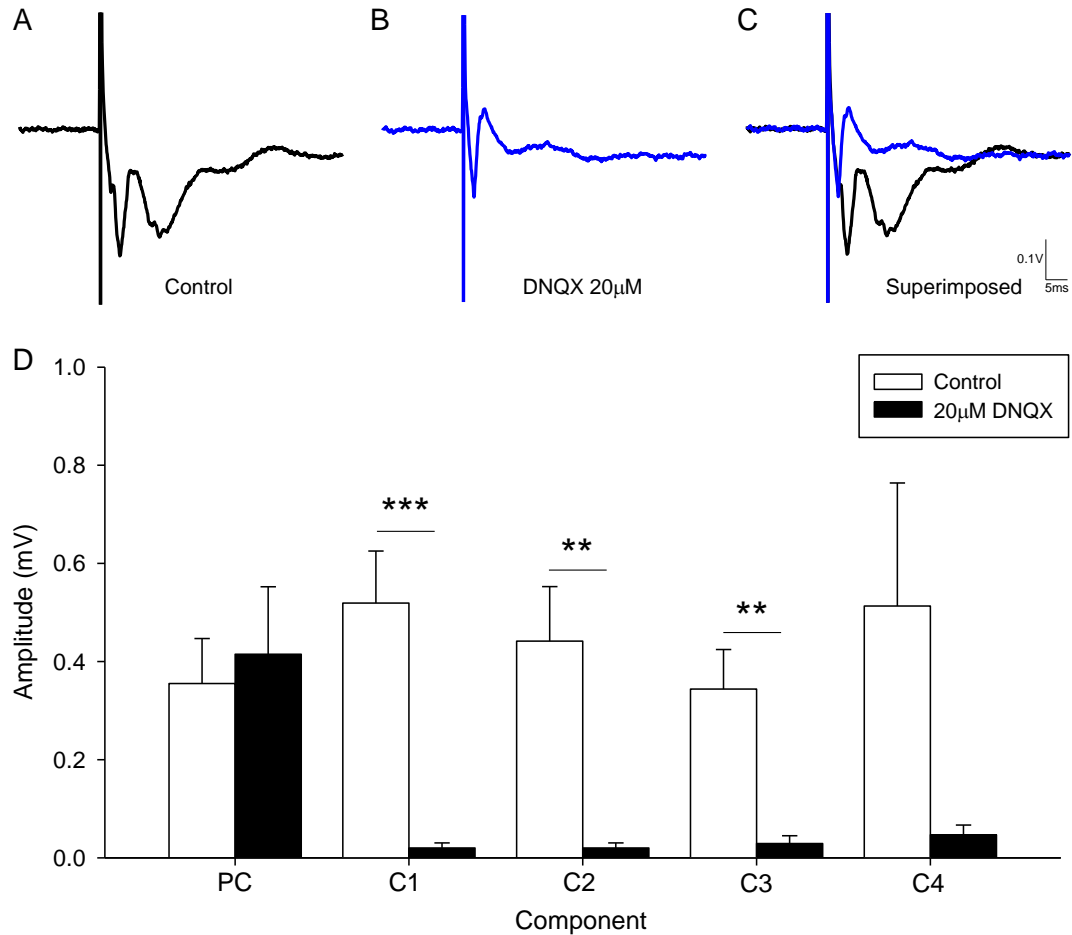 A
B
C
Control
DNQX 20μM
Superimposed
0.1V
5ms
D
1.0
0.8
0.6
0.4
0.2
0.0
Amplitude (mV)
Control
20μM DNQX
***
**
**
PC
C1
C2
C3
C4
Component